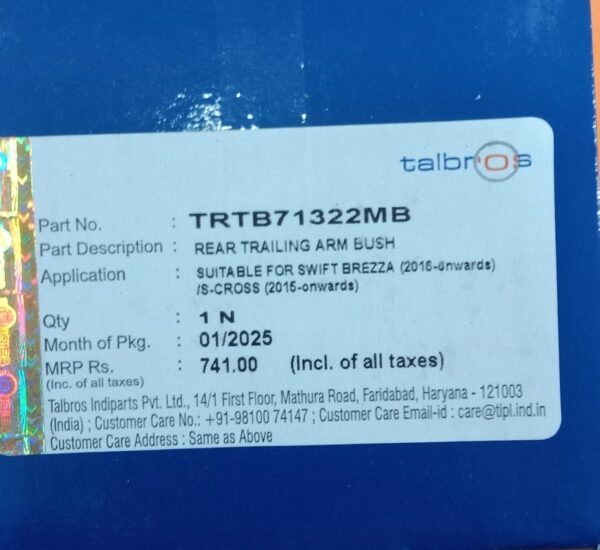 talbros
Part No. : TRTB71322MB
Part Description : REAR TRAILING ARM BUSH
Application : SUITABLE FOR SWIFT BREZZA (2016-onwards)
/S-CROSS (2015-onwards)
Qty : 1 N
Month of Pkg. : 01/2025
MRP Rs. : 741.00 (Incl. of all taxes)
(Inc. of all taxes)
Talbros Indiparts Pvt. Ltd., 14/1 First Floor, Mathura Road, Faridabad, Haryana - 121003
(India) ; Customer Care No.: +91-98100 74147 ; Customer Care Email-id : care@tipl.ind.in
Customer Care Address : Same as Above